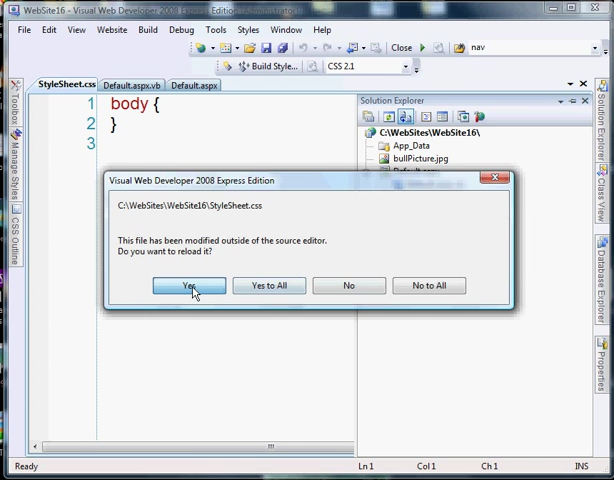 WebSite16 - Visual Web Developer 2008 Express Edition (Administrator)
File Edit View Website Build Debug Tools Styles Window Help
Close nav
Build Style... CSS 2.1
StyleSheet.css Default.aspx.vb Default.aspx
Solution Explorer
1 body {
2 }
3
C:\WebSites\WebSite16\
App_Data
bullPicture.jpg
Toolbox
Manage Styles
CSS Outline
Solution Explorer
Class View
Database Explorer
Properties
Visual Web Developer 2008 Express Edition
C:\WebSites\WebSite16\StyleSheet.css
This file has been modified outside of the source editor.
Do you want to reload it?
Yes Yes to All No No to All
Ready Ln 1 Col 1 Ch 1 INS